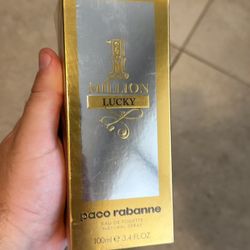 1
MILLION
LUCKY
paco rabanne
EAU DE TOILETTE
NATURAL SPRAY
100ml e 3.4 FL.OZ